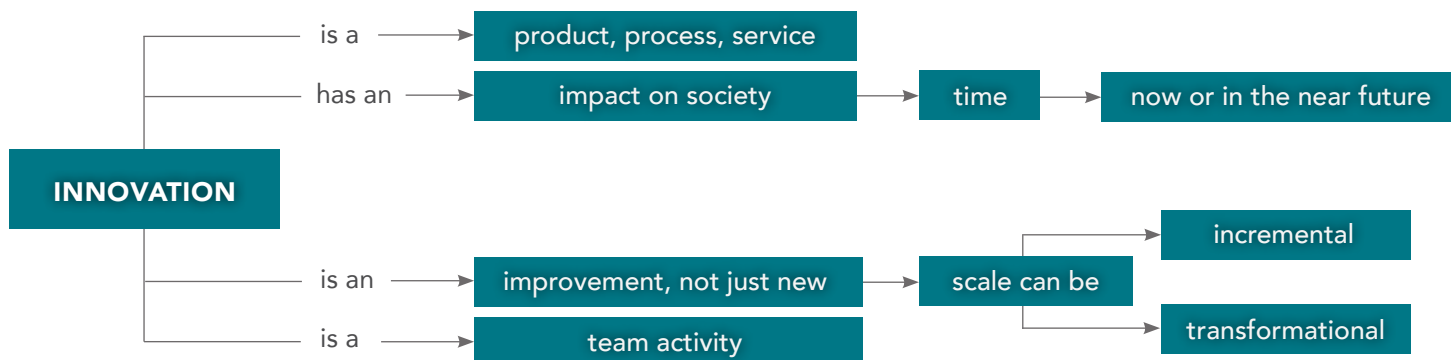 is a
product, process, service
has an
impact on society
time
now or in the near future
INNOVATION
is an
improvement, not just new
scale can be
incremental
transformational
is a
team activity